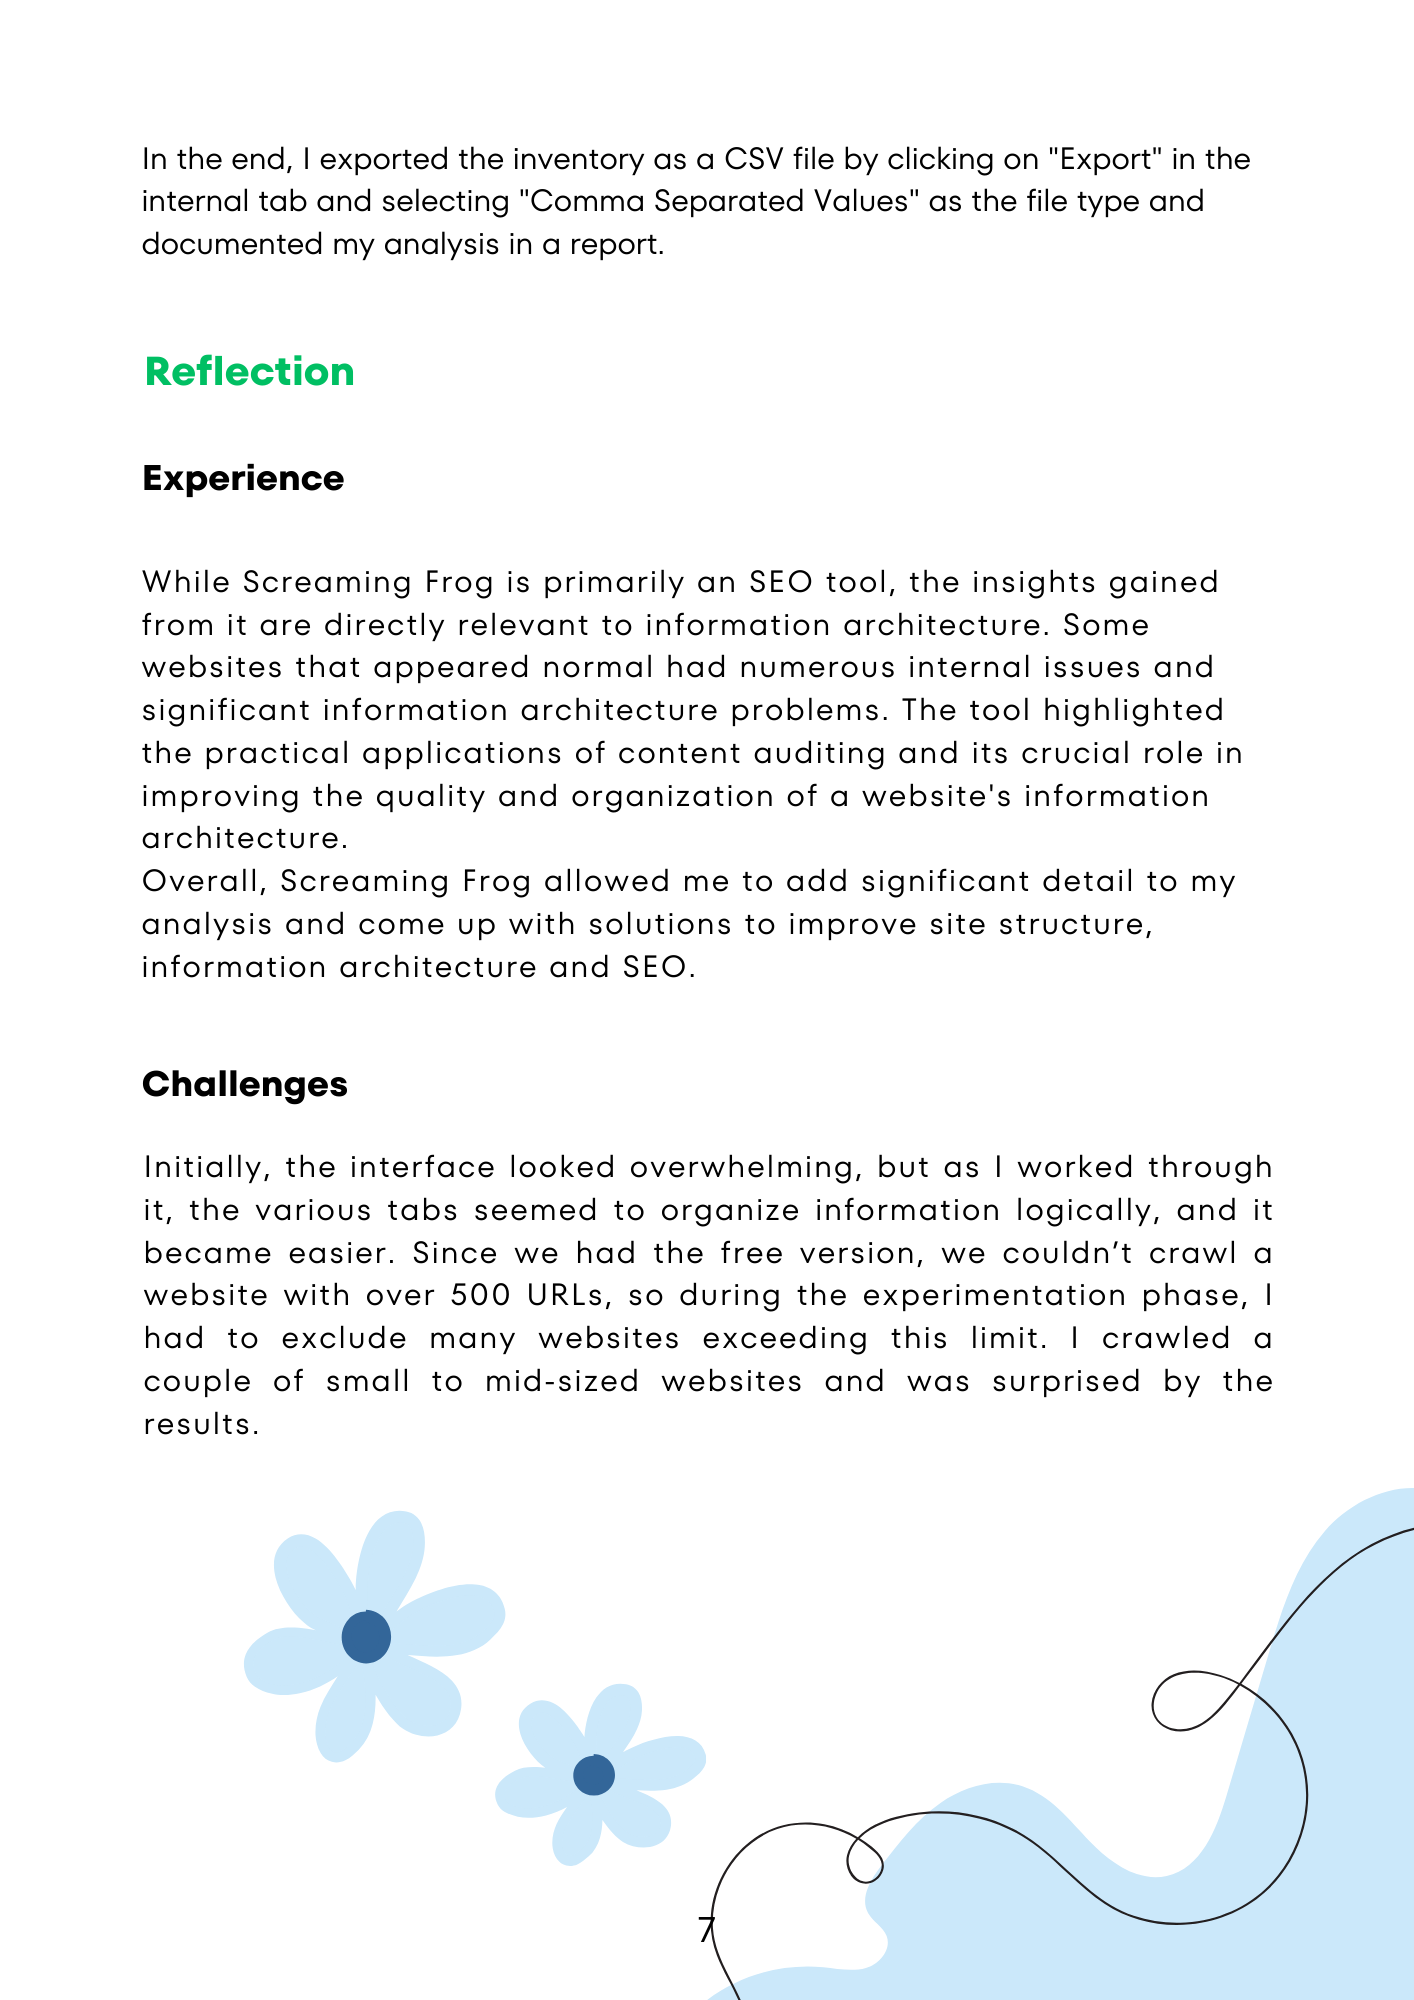 In the end, I exported the inventory as a CSV file by clicking on "Export" in the
internal tab and selecting "Comma Separated Values" as the file type and
documented my analysis in a report.
Reflection
Experience
While Screaming Frog is primarily an SEO tool, the insights gained
from it are directly relevant to information architecture. Some
websites that appeared normal had numerous internal issues and
significant information architecture problems. The tool highlighted
the practical applications of content auditing and its crucial role in
improving the quality and organization of a website's information
architecture.
Overall, Screaming Frog allowed me to add significant detail to my
analysis and come up with solutions to improve site structure,
information architecture and SEO.
Challenges
Initially, the interface looked overwhelming, but as I worked through
it, the various tabs seemed to organize information logically, and it
became easier. Since we had the free version, we couldn’t crawl a
website with over 500 URLs, so during the experimentation phase, I
had to exclude many websites exceeding this limit. I crawled a
couple of small to mid-sized websites and was surprised by the
results.
7